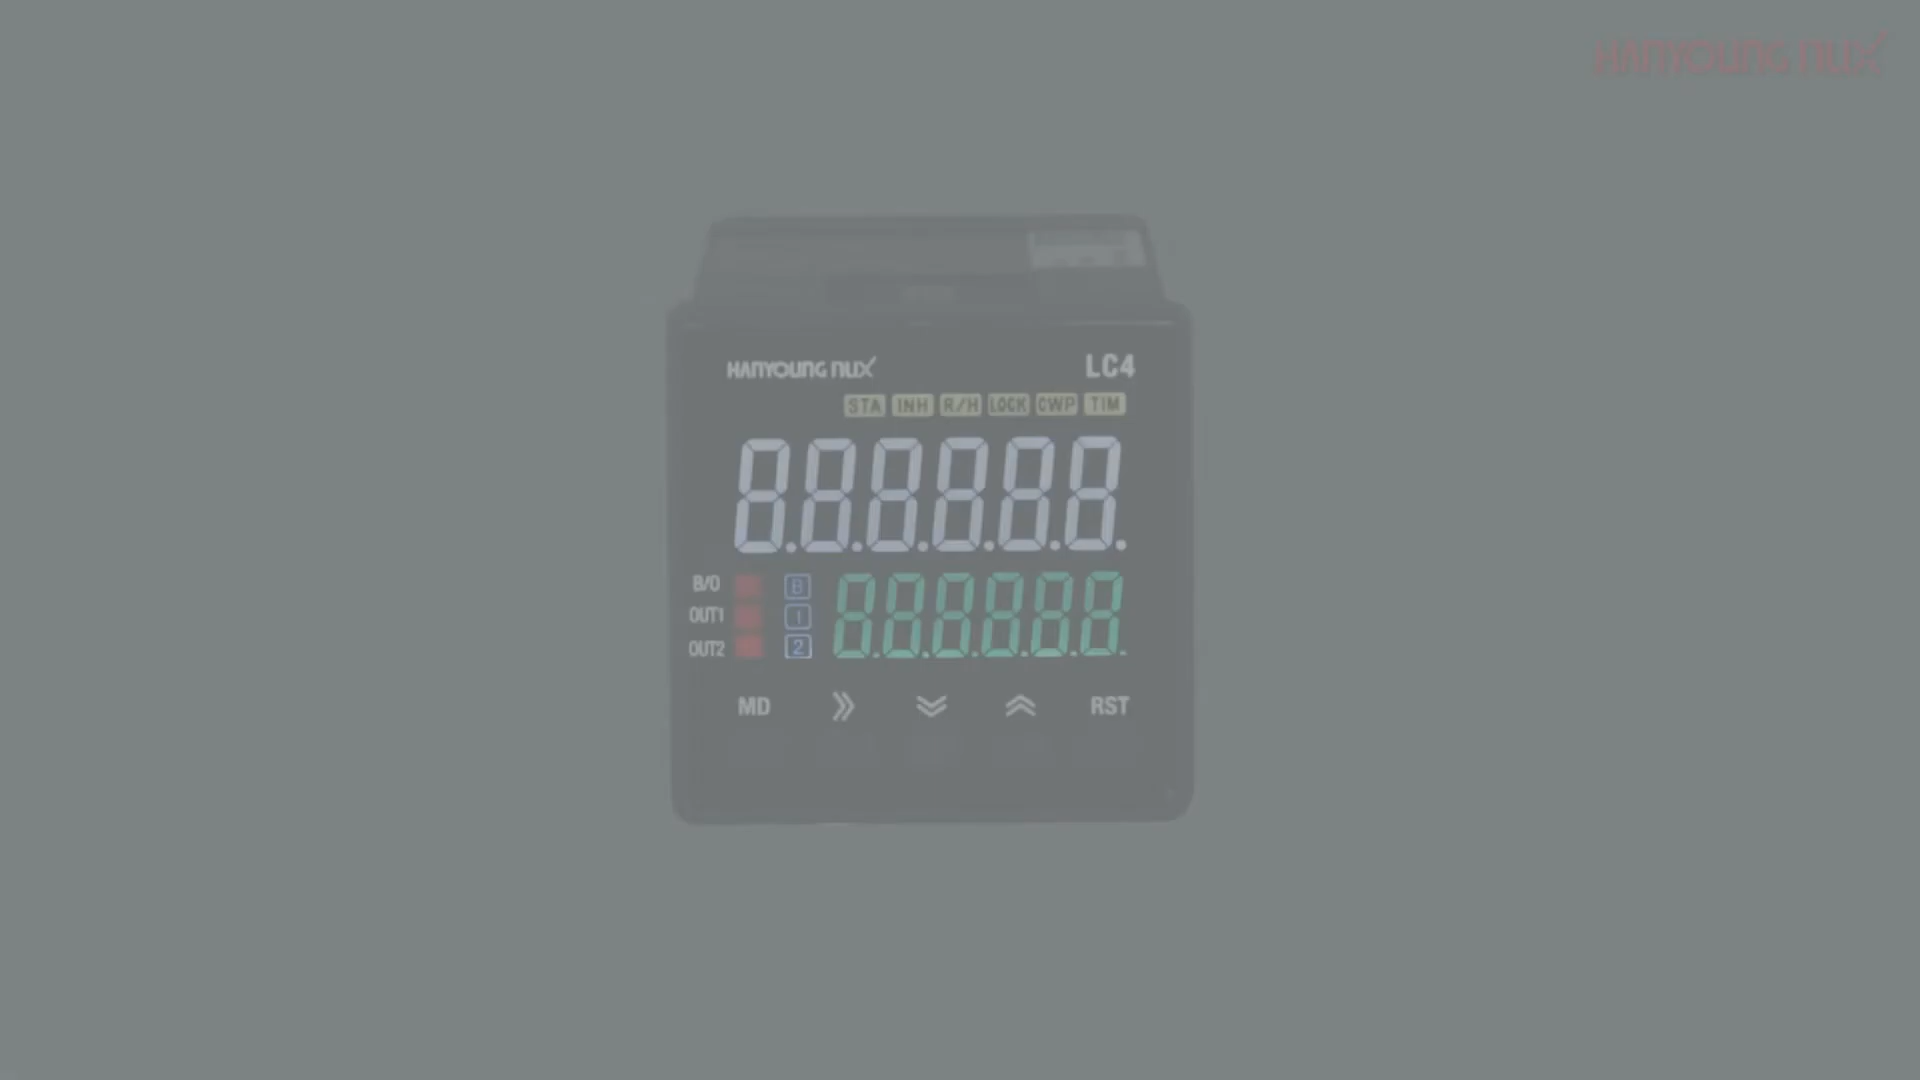 HANYOUNG NUX
HANYOUNG NUX LC4
STA INH R/H LOCK CWP TIM
8.8.8.8.8.8.
B/O B 8.8.8.8.8.8.
OUT1 1
OUT2 2
MD RST